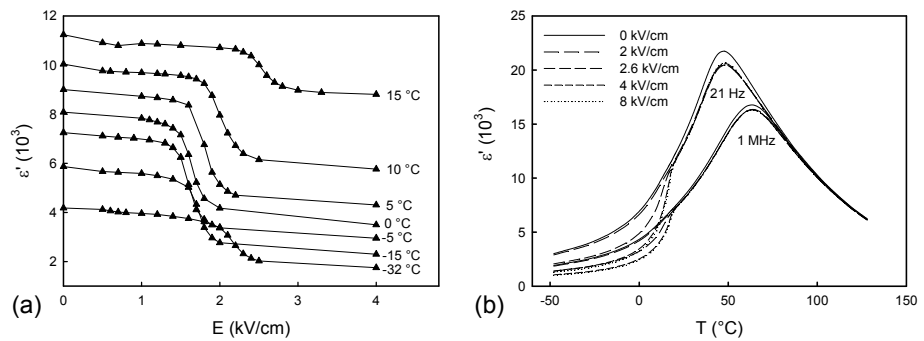 12
10
8
6
4
2
ε' (10³)
0
1
2
3
4
E (kV/cm)
15 °C
10 °C
5 °C
0 °C
-5 °C
-15 °C
-32 °C
(a)
25
20
15
10
5
0
ε' (10³)
-50
0
50
100
150
T (°C)
0 kV/cm
2 kV/cm
2.6 kV/cm
4 kV/cm
8 kV/cm
21 Hz
1 MHz
(b)